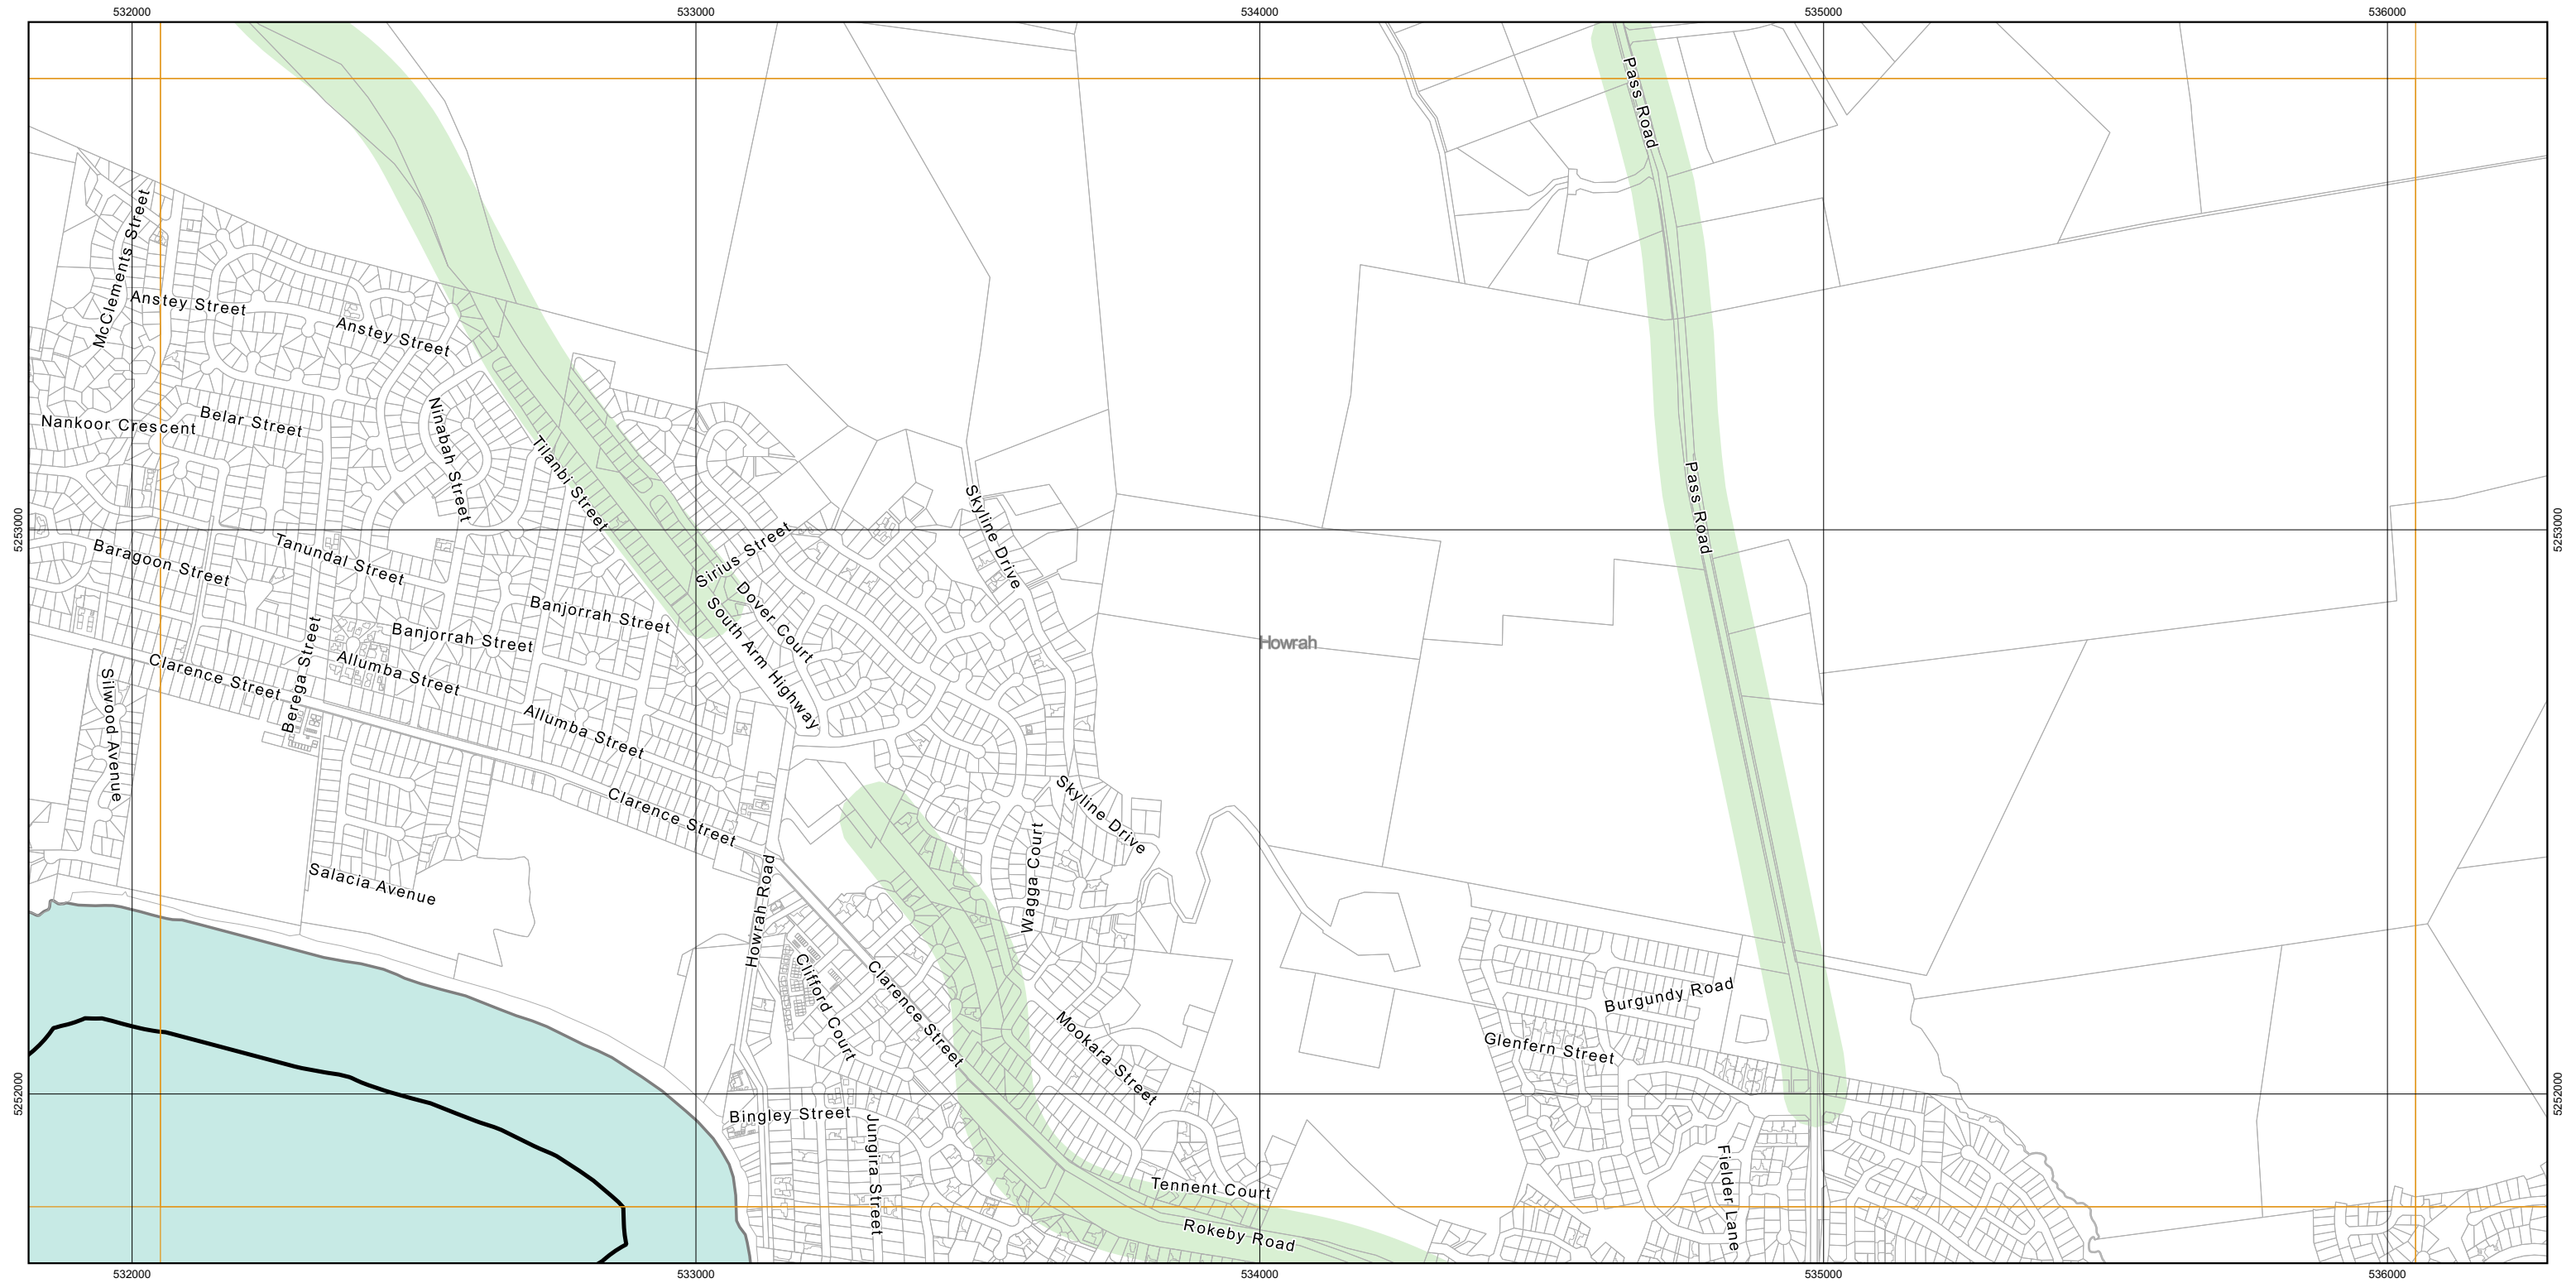 532000
533000
534000
535000
536000
Pass Road
McClements Street
Anstey Street
Anstey Street
Nankoor Crescent
Belar Street
Ninabah Street
Tilanbi Street
Skyline Drive
Pass Road
5253000
5253000
Baragoon Street
Tanundal Street
Sirius Street
Dover Court
Banjorrah Street
Banjorrah Street
South Arm Highway
Howrah
Berega Street
Allumba Street
Clarence Street
Silwood Avenue
Allumba Street
Clarence Street
Skyline Drive
Wagga Court
Salacia Avenue
Howrah Road
Clifford Court
Clarence Street
Burgundy Road
Glenfern Street
Mookara Street
5252000
5252000
Bingley Street
Jungira Street
Tennent Court
Fielder Lane
Rokeby Road
532000
533000
534000
535000
536000